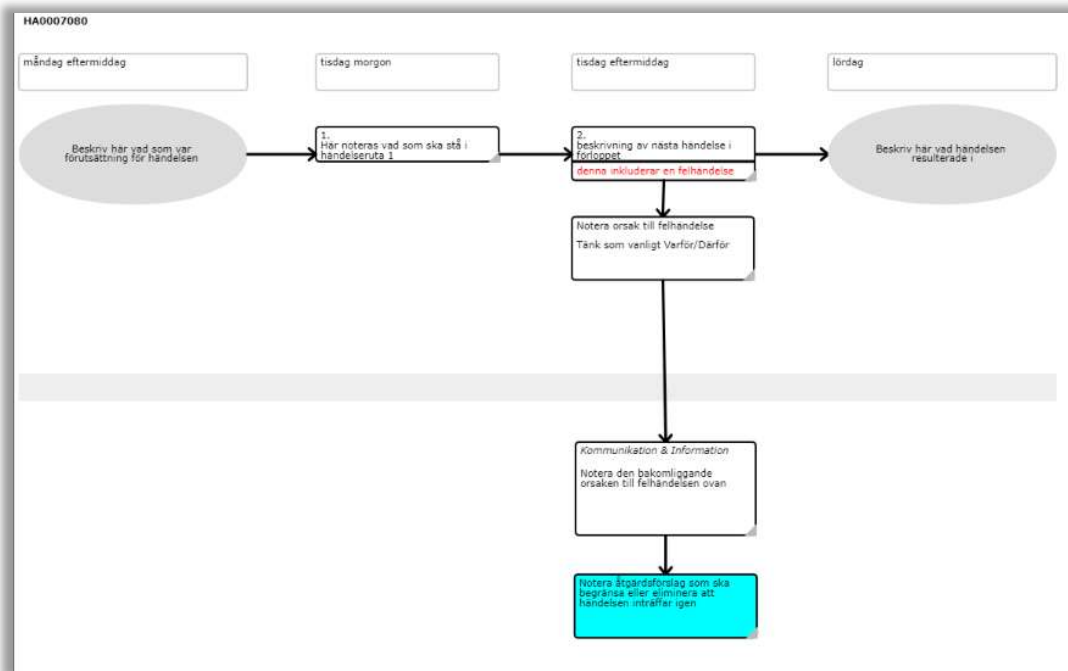 HA0007080
måndag eftermiddag
tisdag morgon
tisdag eftermiddag
lördag
Beskriv här vad som var
förutsättning för händelsen
1.
Här noteras vad som ska stå i
händelseruta 1
2.
beskrivning av nästa händelse i
förloppet
denna inkluderar en felhändelse
Beskriv här vad händelsen
resulterade i
Notera orsak till felhändelse
Tänk som vanligt Varför/Därför
Kommunikation & Information
Notera den bakomliggande
orsaken till felhändelsen ovan
Notera åtgärdsförslag som ska
begränsa eller eliminera att
händelsen inträffar igen